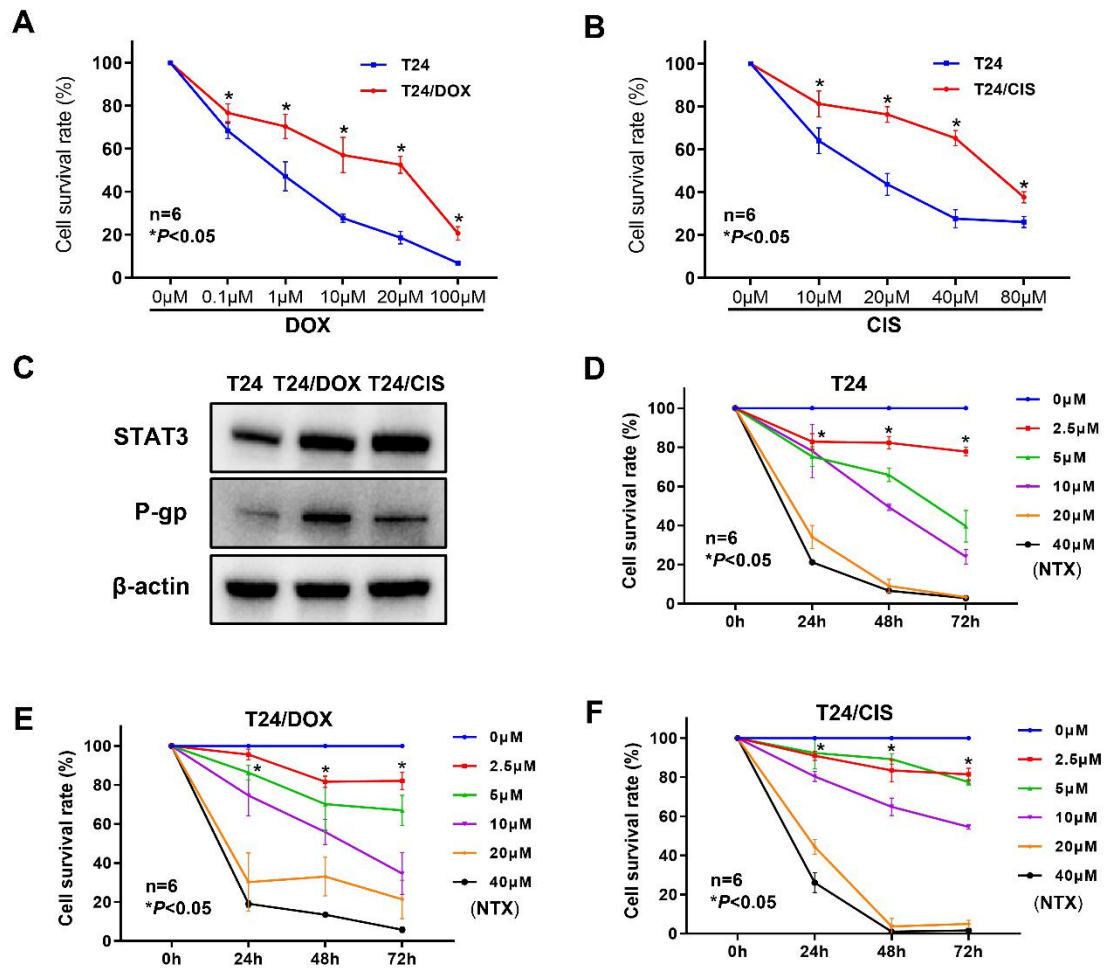 A
Cell survival rate (%)
100
80
60
40
20
0
T24
T24/DOX
*
*
*
*
*
n=6
*P<0.05
0μM 0.1μM 1μM 10μM 20μM 100μM
DOX
B
Cell survival rate (%)
100
80
60
40
20
0
T24
T24/CIS
*
*
*
*
n=6
*P<0.05
0μM 10μM 20μM 40μM 80μM
CIS
C
T24 T24/DOX T24/CIS
STAT3
P-gp
β-actin
D
T24
Cell survival rate (%)
100
80
60
40
20
0
*
*
*
n=6
*P<0.05
0h 24h 48h 72h
0μM
2.5μM
5μM
10μM
20μM
40μM
(NTX)
E
T24/DOX
Cell survival rate (%)
100
80
60
40
20
0
*
*
*
n=6
*P<0.05
0h 24h 48h 72h
0μM
2.5μM
5μM
10μM
20μM
40μM
(NTX)
F
T24/CIS
Cell survival rate (%)
100
80
60
40
20
0
*
*
*
n=6
*P<0.05
0h 24h 48h 72h
0μM
2.5μM
5μM
10μM
20μM
40μM
(NTX)